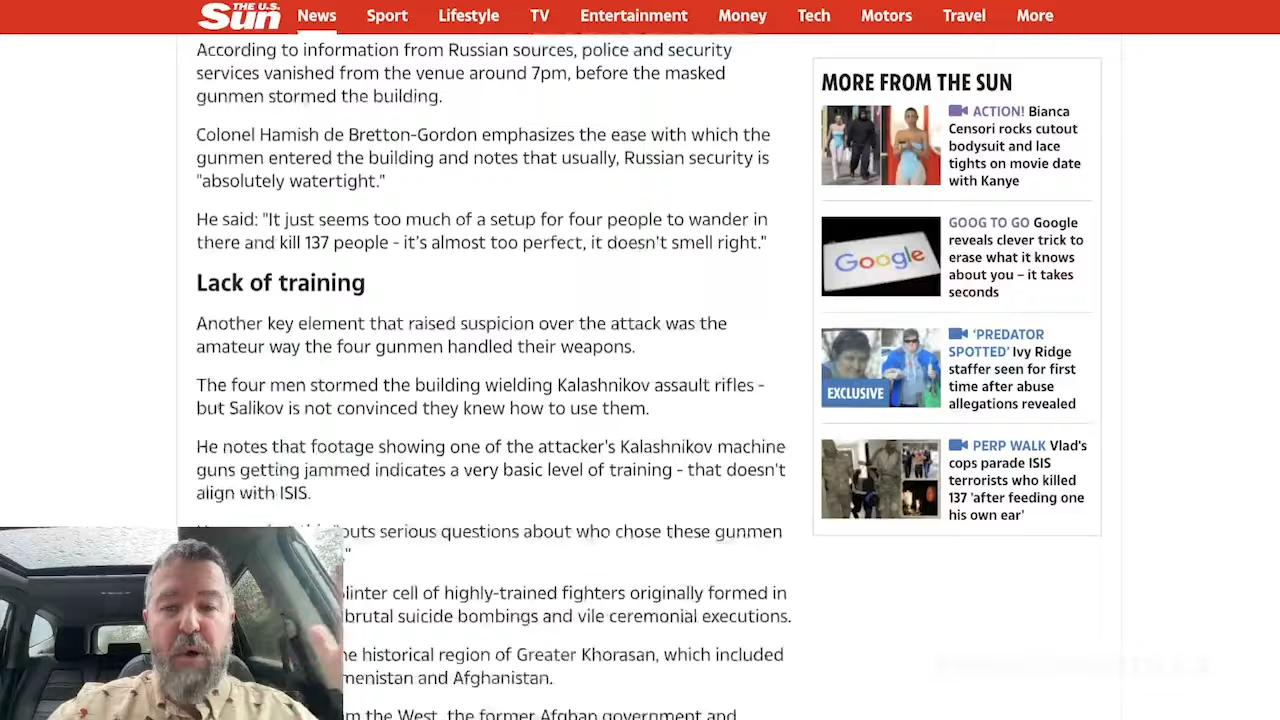 THE U.S.
Sun
News
Sport
Lifestyle
TV
Entertainment
Money
Tech
Motors
Travel
More
According to information from Russian sources, police and security
services vanished from the venue around 7pm, before the masked
gunmen stormed the building.
Colonel Hamish de Bretton-Gordon emphasizes the ease with which the
gunmen entered the building and notes that usually, Russian security is
"absolutely watertight."
He said: "It just seems too much of a setup for four people to wander in
there and kill 137 people - it's almost too perfect, it doesn't smell right."
Lack of training
Another key element that raised suspicion over the attack was the
amateur way the four gunmen handled their weapons.
The four men stormed the building wielding Kalashnikov assault rifles -
but Salikov is not convinced they knew how to use them.
He notes that footage showing one of the attacker's Kalashnikov machine
guns getting jammed indicates a very basic level of training - that doesn't
align with ISIS.
serious questions about who chose these gunmen
"
cell of highly-trained fighters originally formed in
brutal suicide bombings and vile ceremonial executions.
historical region of Greater Khorasan, which included
and Afghanistan.
the West, the former Afghan government and
MORE FROM THE SUN
ACTION! Bianca
Censori rocks cutout
bodysuit and lace
tights on movie date
with Kanye
Google
GOOG TO GO Google
reveals clever trick to
erase what it knows
about you – it takes
seconds
EXCLUSIVE
'PREDATOR
SPOTTED' Ivy Ridge
staffer seen for first
time after abuse
allegations revealed
PERP WALK Vlad's
cops parade ISIS
terrorists who killed
137 'after feeding one
his own ear'